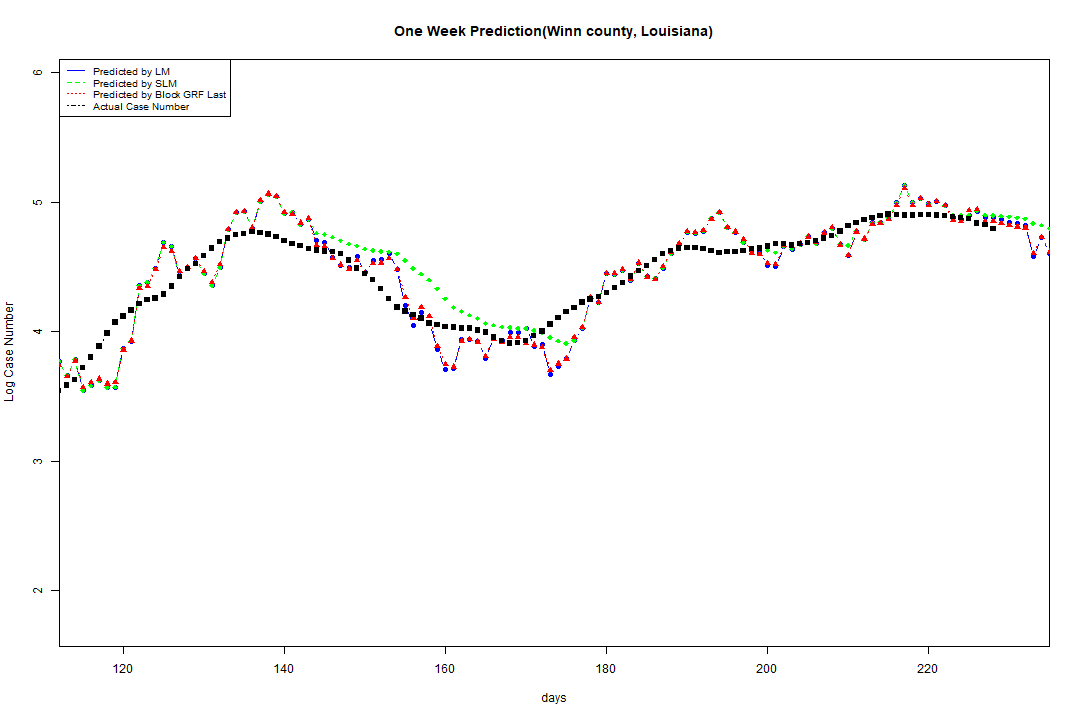 One Week Prediction(Winn county, Louisiana)
Predicted by LM
Predicted by SLM
Predicted by Block GRF Last
Actual Case Number
6
5
4
3
2
Log Case Number
120 140 160 180 200 220
days